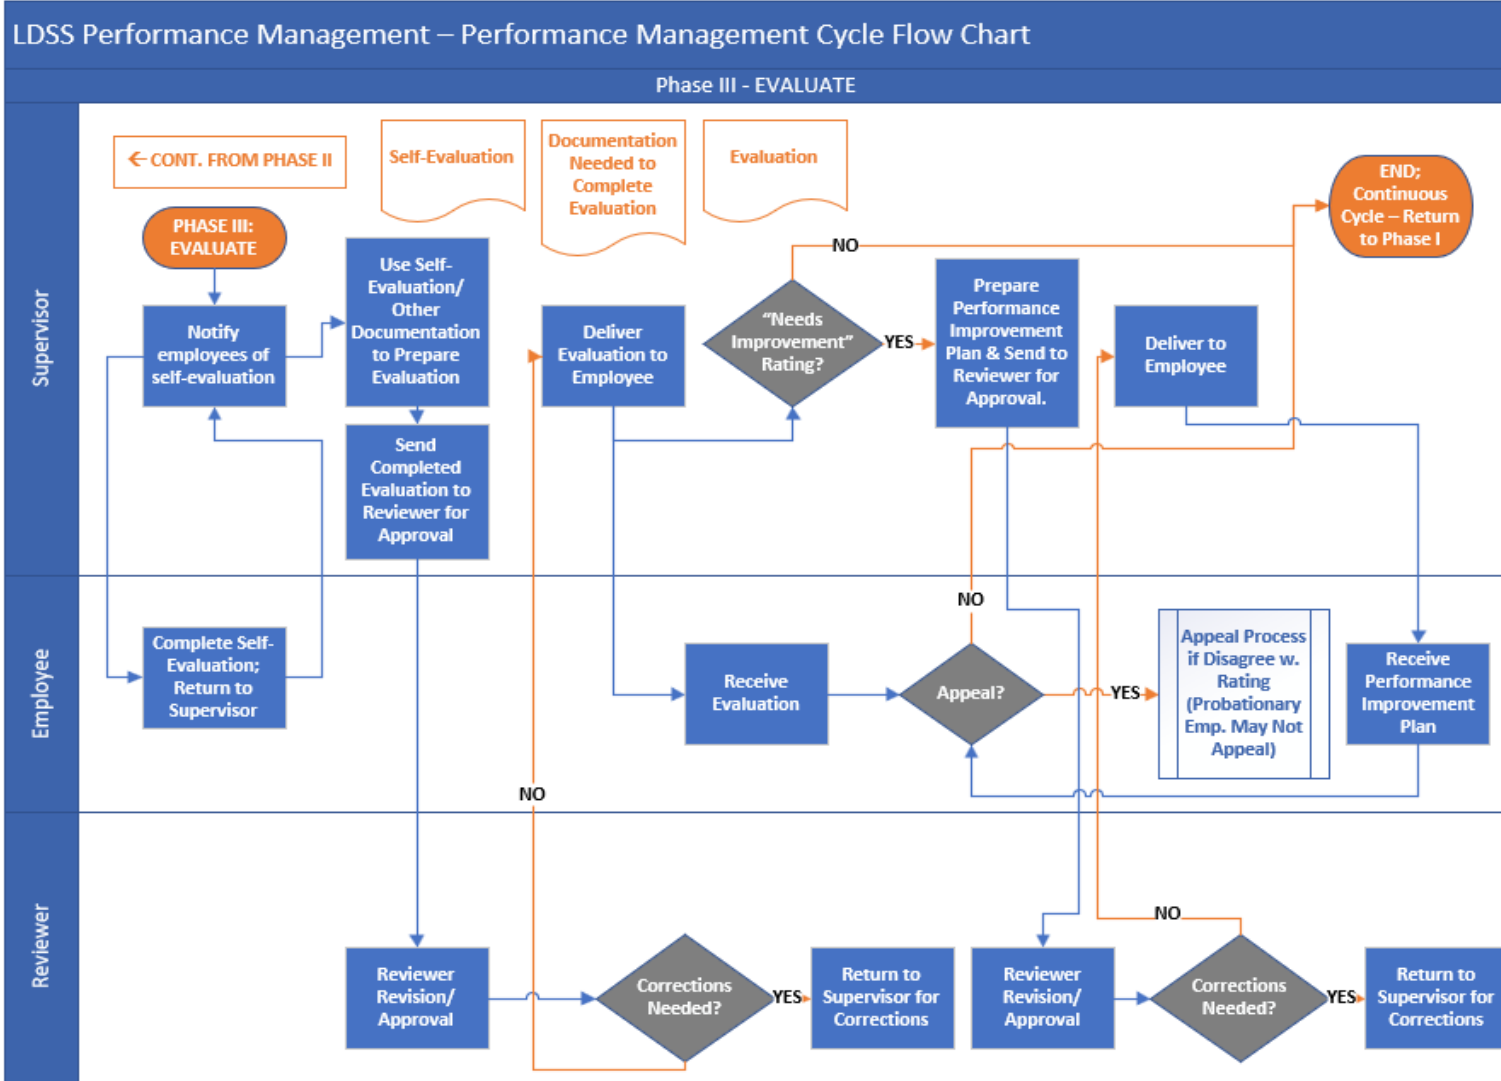 LDSS Performance Management – Performance Management Cycle Flow Chart
Phase III - EVALUATE
Supervisor
← CONT. FROM PHASE II
Self-Evaluation
Documentation
Needed to
Complete
Evaluation
Evaluation
END;
Continuous
Cycle – Return
to Phase I
PHASE III:
EVALUATE
Notify
employees of
self-evaluation
Use Self-
Evaluation/
Other
Documentation
to Prepare
Evaluation
Send
Completed
Evaluation to
Reviewer for
Approval
Deliver
Evaluation to
Employee
NO
“Needs
Improvement”
Rating?
YES
Prepare
Performance
Improvement
Plan & Send to
Reviewer for
Approval.
Deliver to
Employee
Employee
Complete Self-
Evaluation;
Return to
Supervisor
Receive
Evaluation
NO
Appeal?
YES
Appeal Process
if Disagree w.
Rating
(Probationary
Emp. May Not
Appeal)
Receive
Performance
Improvement
Plan
NO
Reviewer
Reviewer
Revision/
Approval
Corrections
Needed?
YES
Return to
Supervisor for
Corrections
Reviewer
Revision/
Approval
NO
Corrections
Needed?
YES
Return to
Supervisor for
Corrections